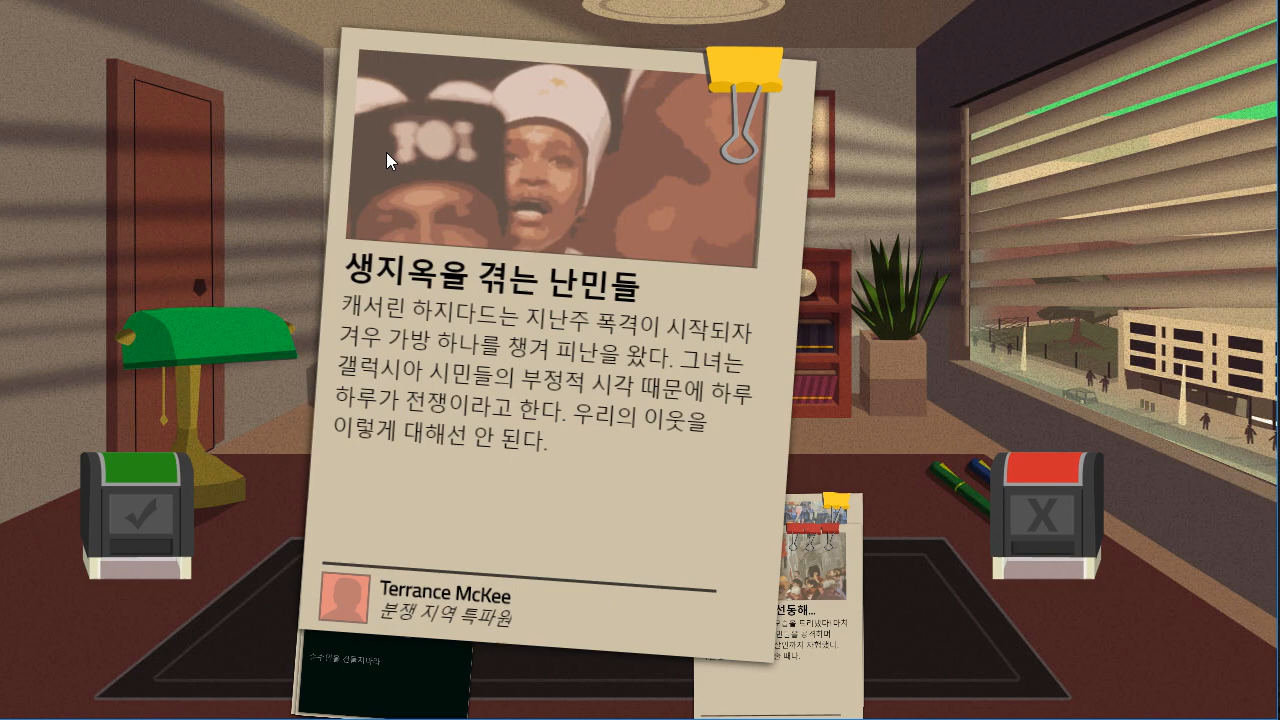 생지옥을 겪는 난민들
캐서린 하지다드는 지난주 폭격이 시작되자
겨우 가방 하나를 챙겨 피난을 왔다. 그녀는
갤럭시아 시민들의 부정적 시각 때문에 하루
하루가 전쟁이라고 한다. 우리의 이웃을
이렇게 대해선 안 된다.
Terrance McKee
분쟁 지역 특파원
선동해...
X